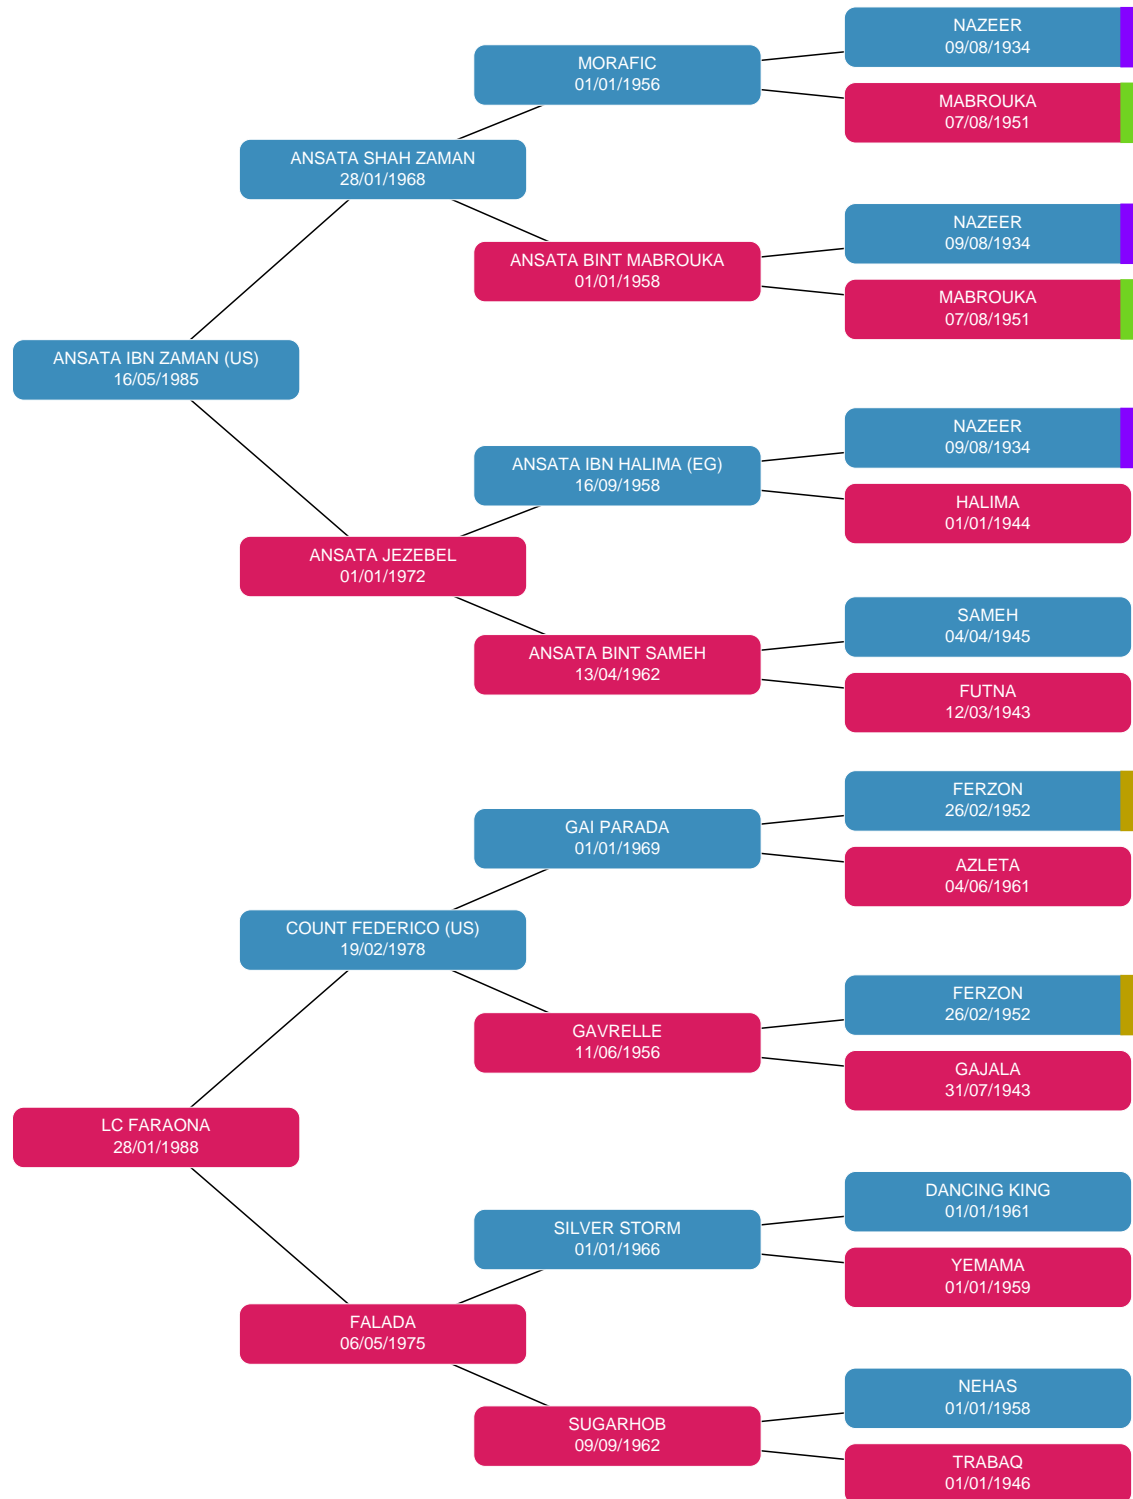 NAZEER
09/08/1934
MORAFIC
01/01/1956
MABROUKA
07/08/1951
ANSATA SHAH ZAMAN
28/01/1968
NAZEER
09/08/1934
ANSATA BINT MABROUKA
01/01/1958
MABROUKA
07/08/1951
ANSATA IBN ZAMAN (US)
16/05/1985
NAZEER
09/08/1934
ANSATA IBN HALIMA (EG)
16/09/1958
HALIMA
01/01/1944
ANSATA JEZEBEL
01/01/1972
SAMEH
04/04/1945
ANSATA BINT SAMEH
13/04/1962
FUTNA
12/03/1943
FERZON
26/02/1952
GAI PARADA
01/01/1969
AZLETA
04/06/1961
COUNT FEDERICO (US)
19/02/1978
FERZON
26/02/1952
GAVRELLE
11/06/1956
GAJALA
31/07/1943
LC FARAONA
28/01/1988
DANCING KING
01/01/1961
SILVER STORM
01/01/1966
YEMAMA
01/01/1959
FALADA
06/05/1975
NEHAS
01/01/1958
SUGARHOB
09/09/1962
TRABAQ
01/01/1946